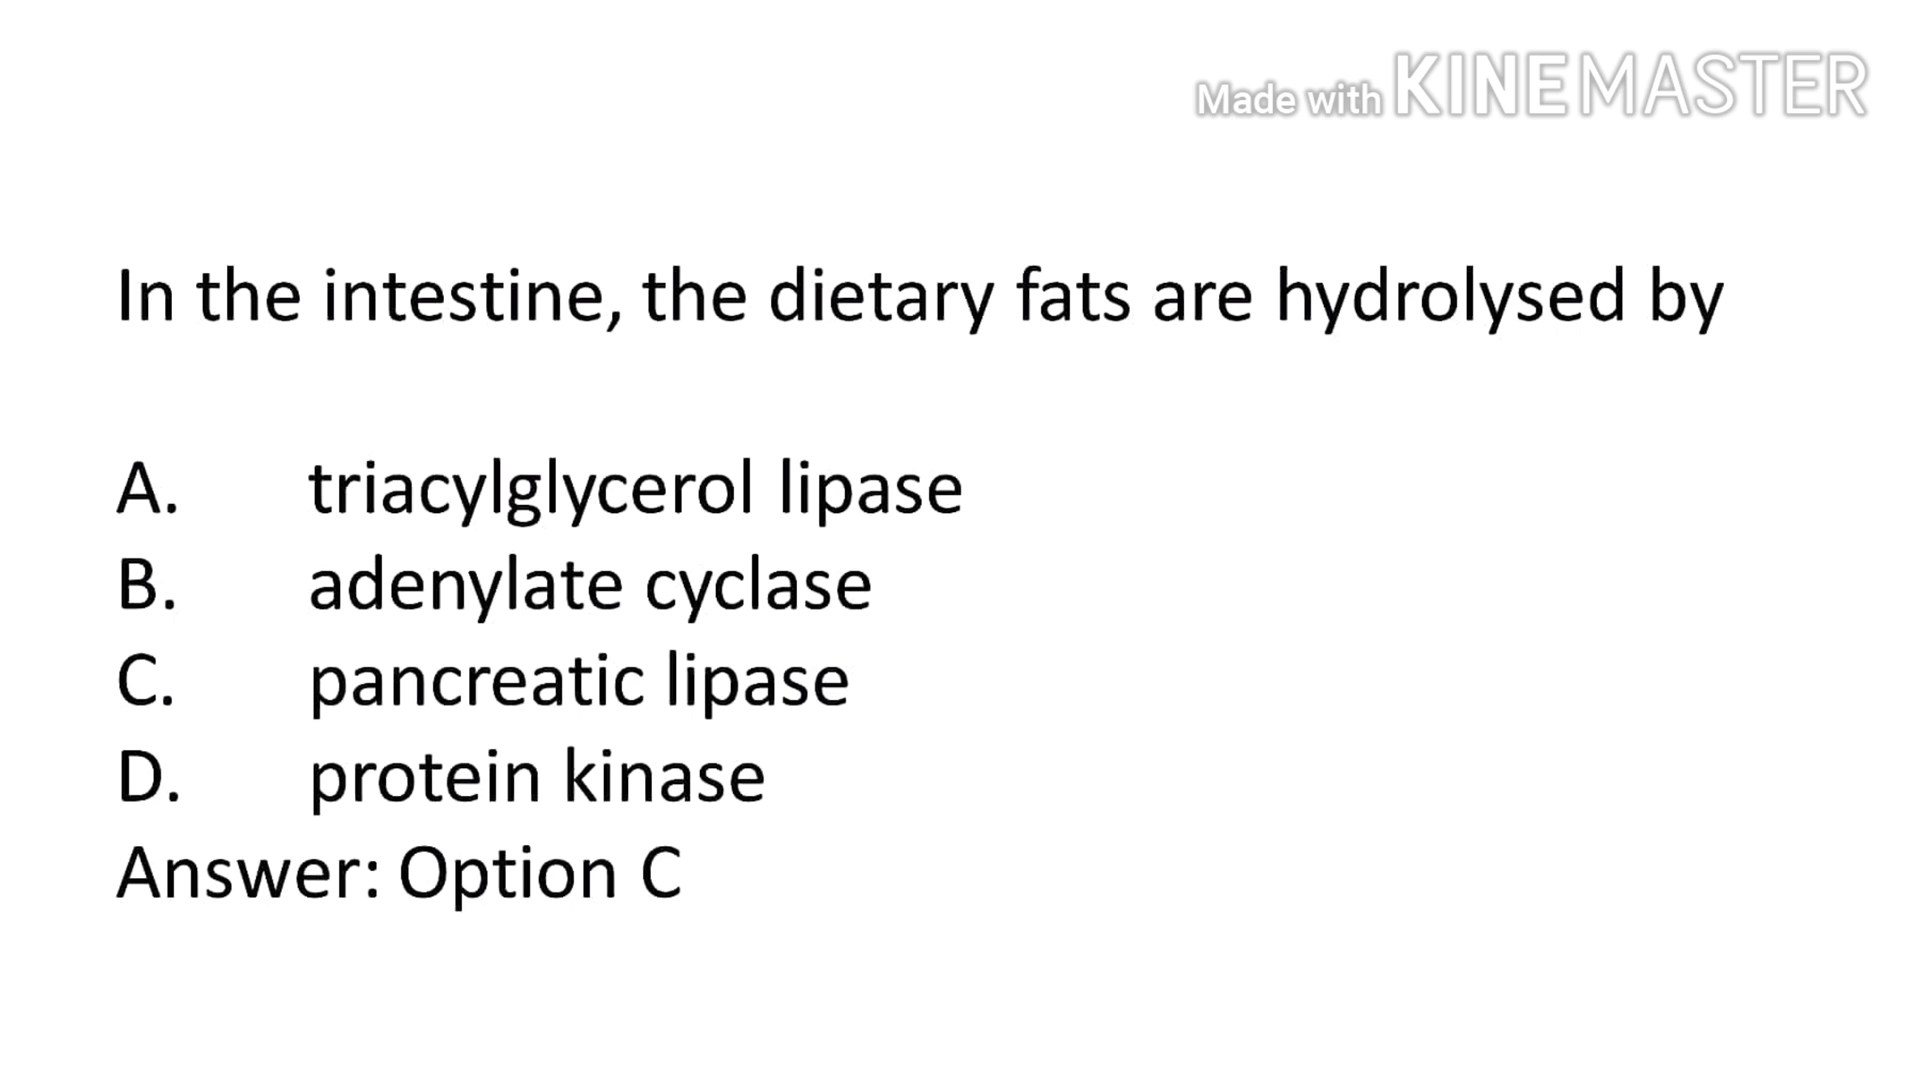 Made with KINEMASTER
In the intestine, the dietary fats are hydrolysed by
A. triacylglycerol lipase
B. adenylate cyclase
C. pancreatic lipase
D. protein kinase
Answer: Option C